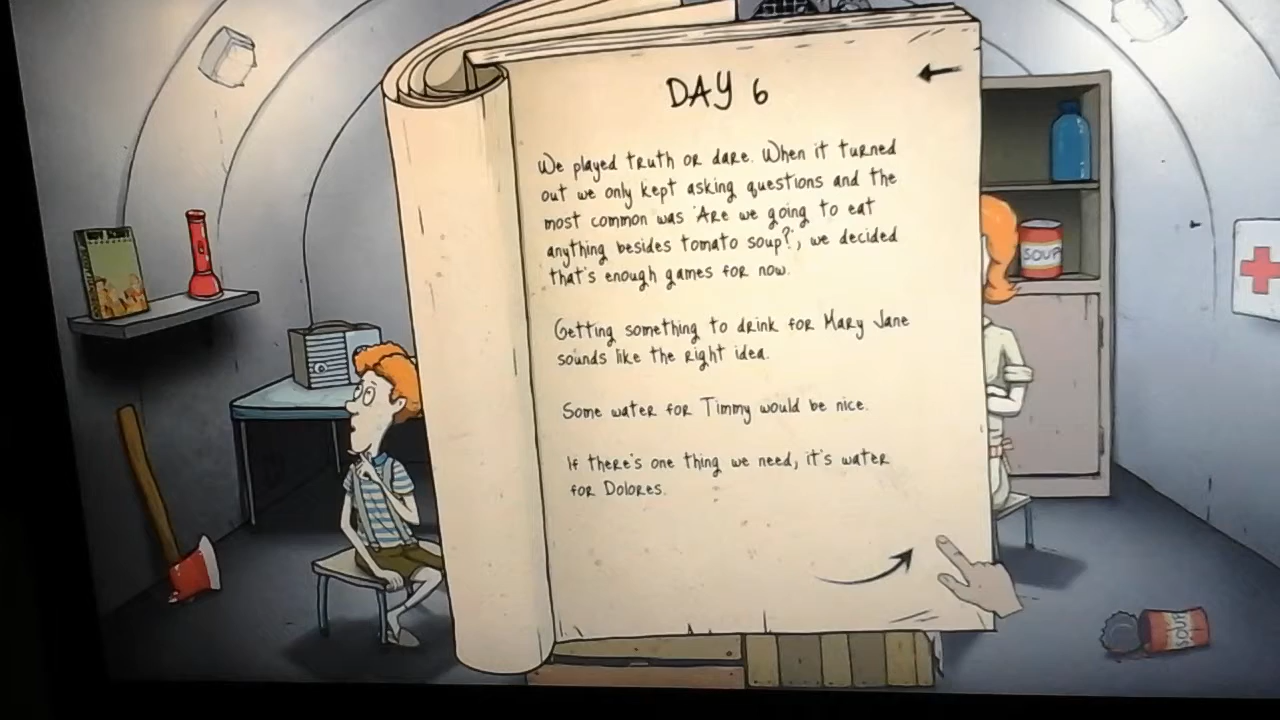 DAY 6
We played truth or dare. When it turned
out we only kept asking questions and the
most common was 'Are we going to eat
anything besides tomato soup?', we decided
that's enough games for now.
Getting something to drink for Mary Jane
sounds like the right idea.
Some water for Timmy would be nice.
If there's one thing we need, it's water
for Dolores.
SOUP
SOUP